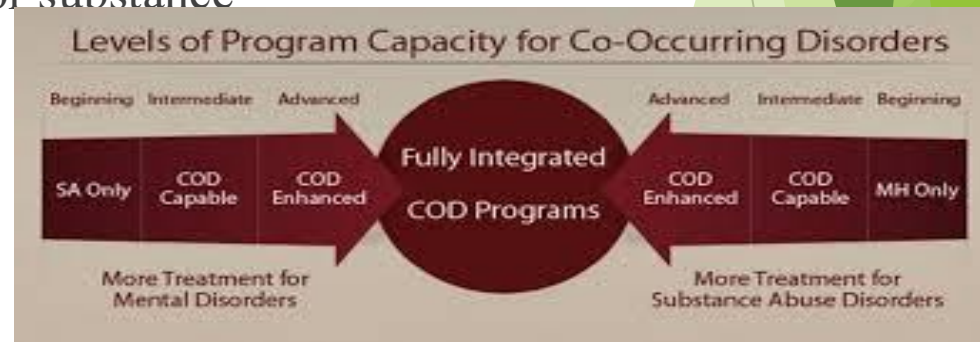 or substance
Levels of Program Capacity for Co-Occurring Disorders
Beginning Intermediate Advanced
Advanced Intermediate Beginning
SA Only
COD
Capable
COD
Enhanced
Fully Integrated
COD Programs
COD
Enhanced
COD
Capable
MH Only
More Treatment for
Mental Disorders
More Treatment for
Substance Abuse Disorders